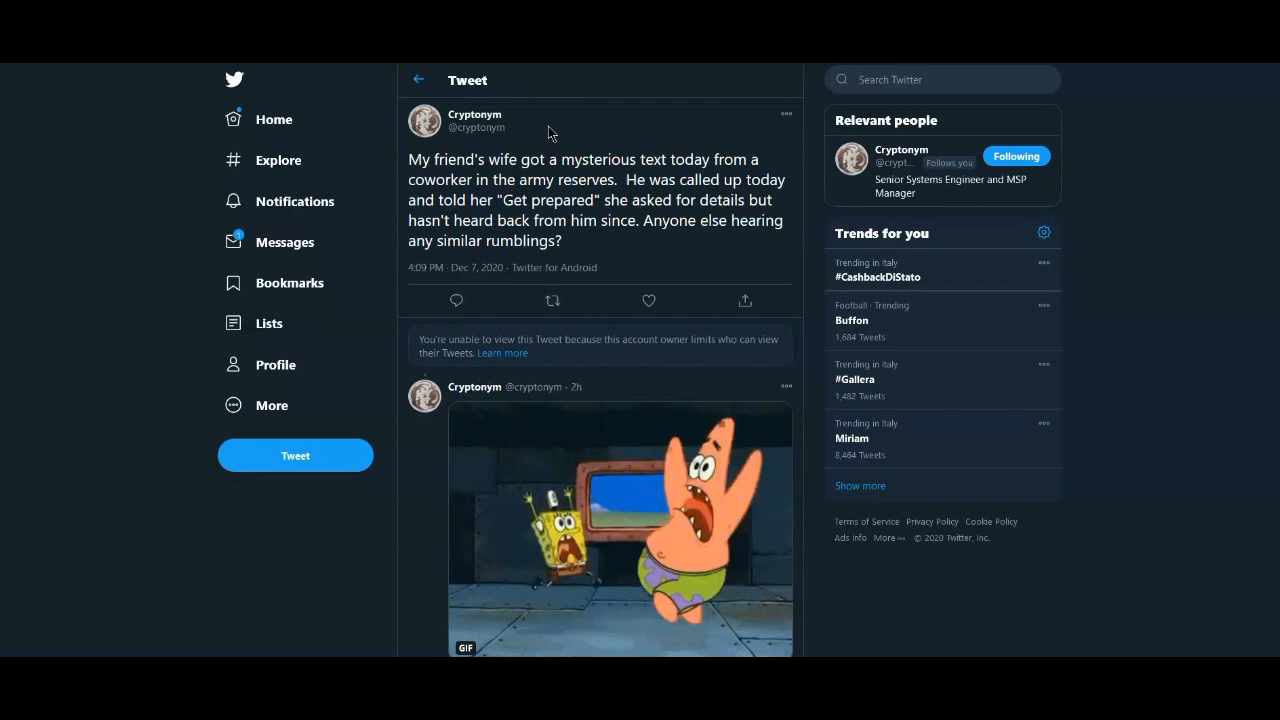 Home
Explore
Notifications
1
Messages
Bookmarks
Lists
Profile
More
Tweet
Tweet
Cryptonym
@cryptonym
My friend's wife got a mysterious text today from a
coworker in the army reserves.  He was called up today
and told her "Get prepared" she asked for details but
hasn't heard back from him since. Anyone else hearing
any similar rumblings?
4:09 PM · Dec 7, 2020 · Twitter for Android
You're unable to view this Tweet because this account owner limits who can view
their Tweets. Learn more
Cryptonym @cryptonym · 2h
GIF
Search Twitter
Relevant people
Cryptonym
@crypt... Follows you
Following
Senior Systems Engineer and MSP
Manager
Trends for you
Trending in Italy
#CashbackDiStato
Football · Trending
Buffon
1,684 Tweets
Trending in Italy
#Gallera
1,482 Tweets
Trending in Italy
Miriam
8,464 Tweets
Show more
Terms of Service Privacy Policy Cookie Policy
Ads info More © 2020 Twitter, Inc.